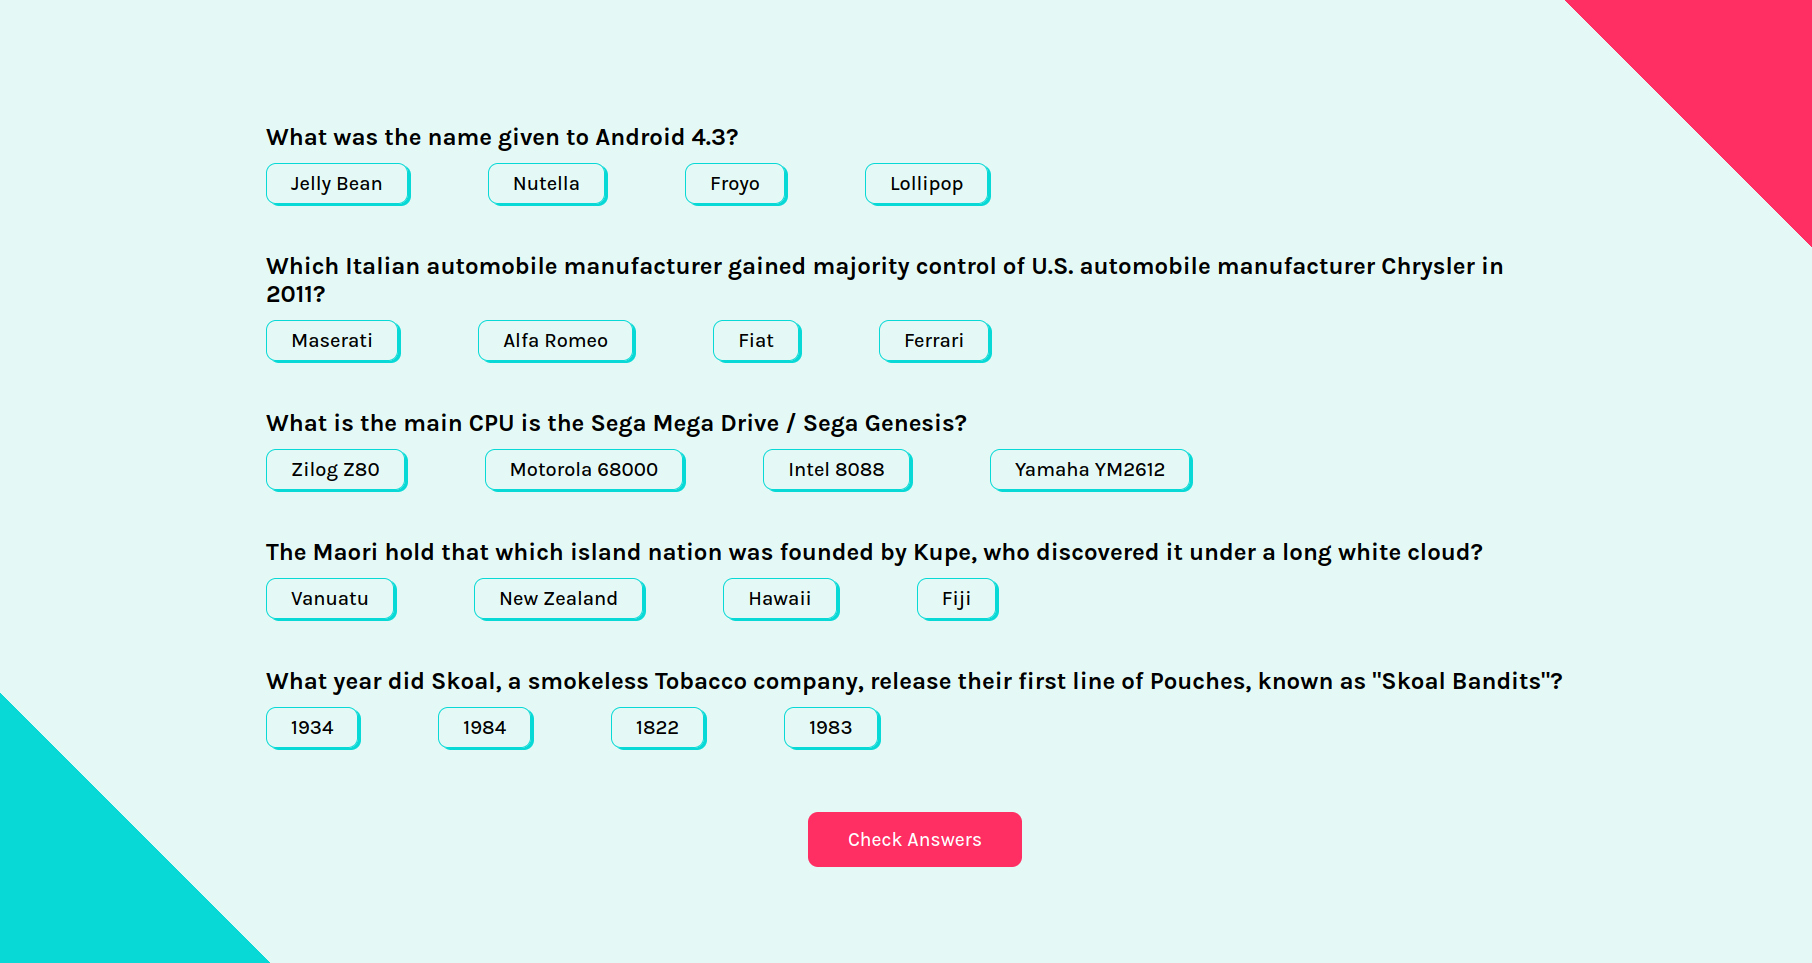 What was the name given to Android 4.3?
Jelly Bean Nutella Froyo Lollipop
Which Italian automobile manufacturer gained majority control of U.S. automobile manufacturer Chrysler in
2011?
Maserati Alfa Romeo Fiat Ferrari
What is the main CPU is the Sega Mega Drive / Sega Genesis?
Zilog Z80 Motorola 68000 Intel 8088 Yamaha YM2612
The Maori hold that which island nation was founded by Kupe, who discovered it under a long white cloud?
Vanuatu New Zealand Hawaii Fiji
What year did Skoal, a smokeless Tobacco company, release their first line of Pouches, known as "Skoal Bandits"?
1934 1984 1822 1983
Check Answers